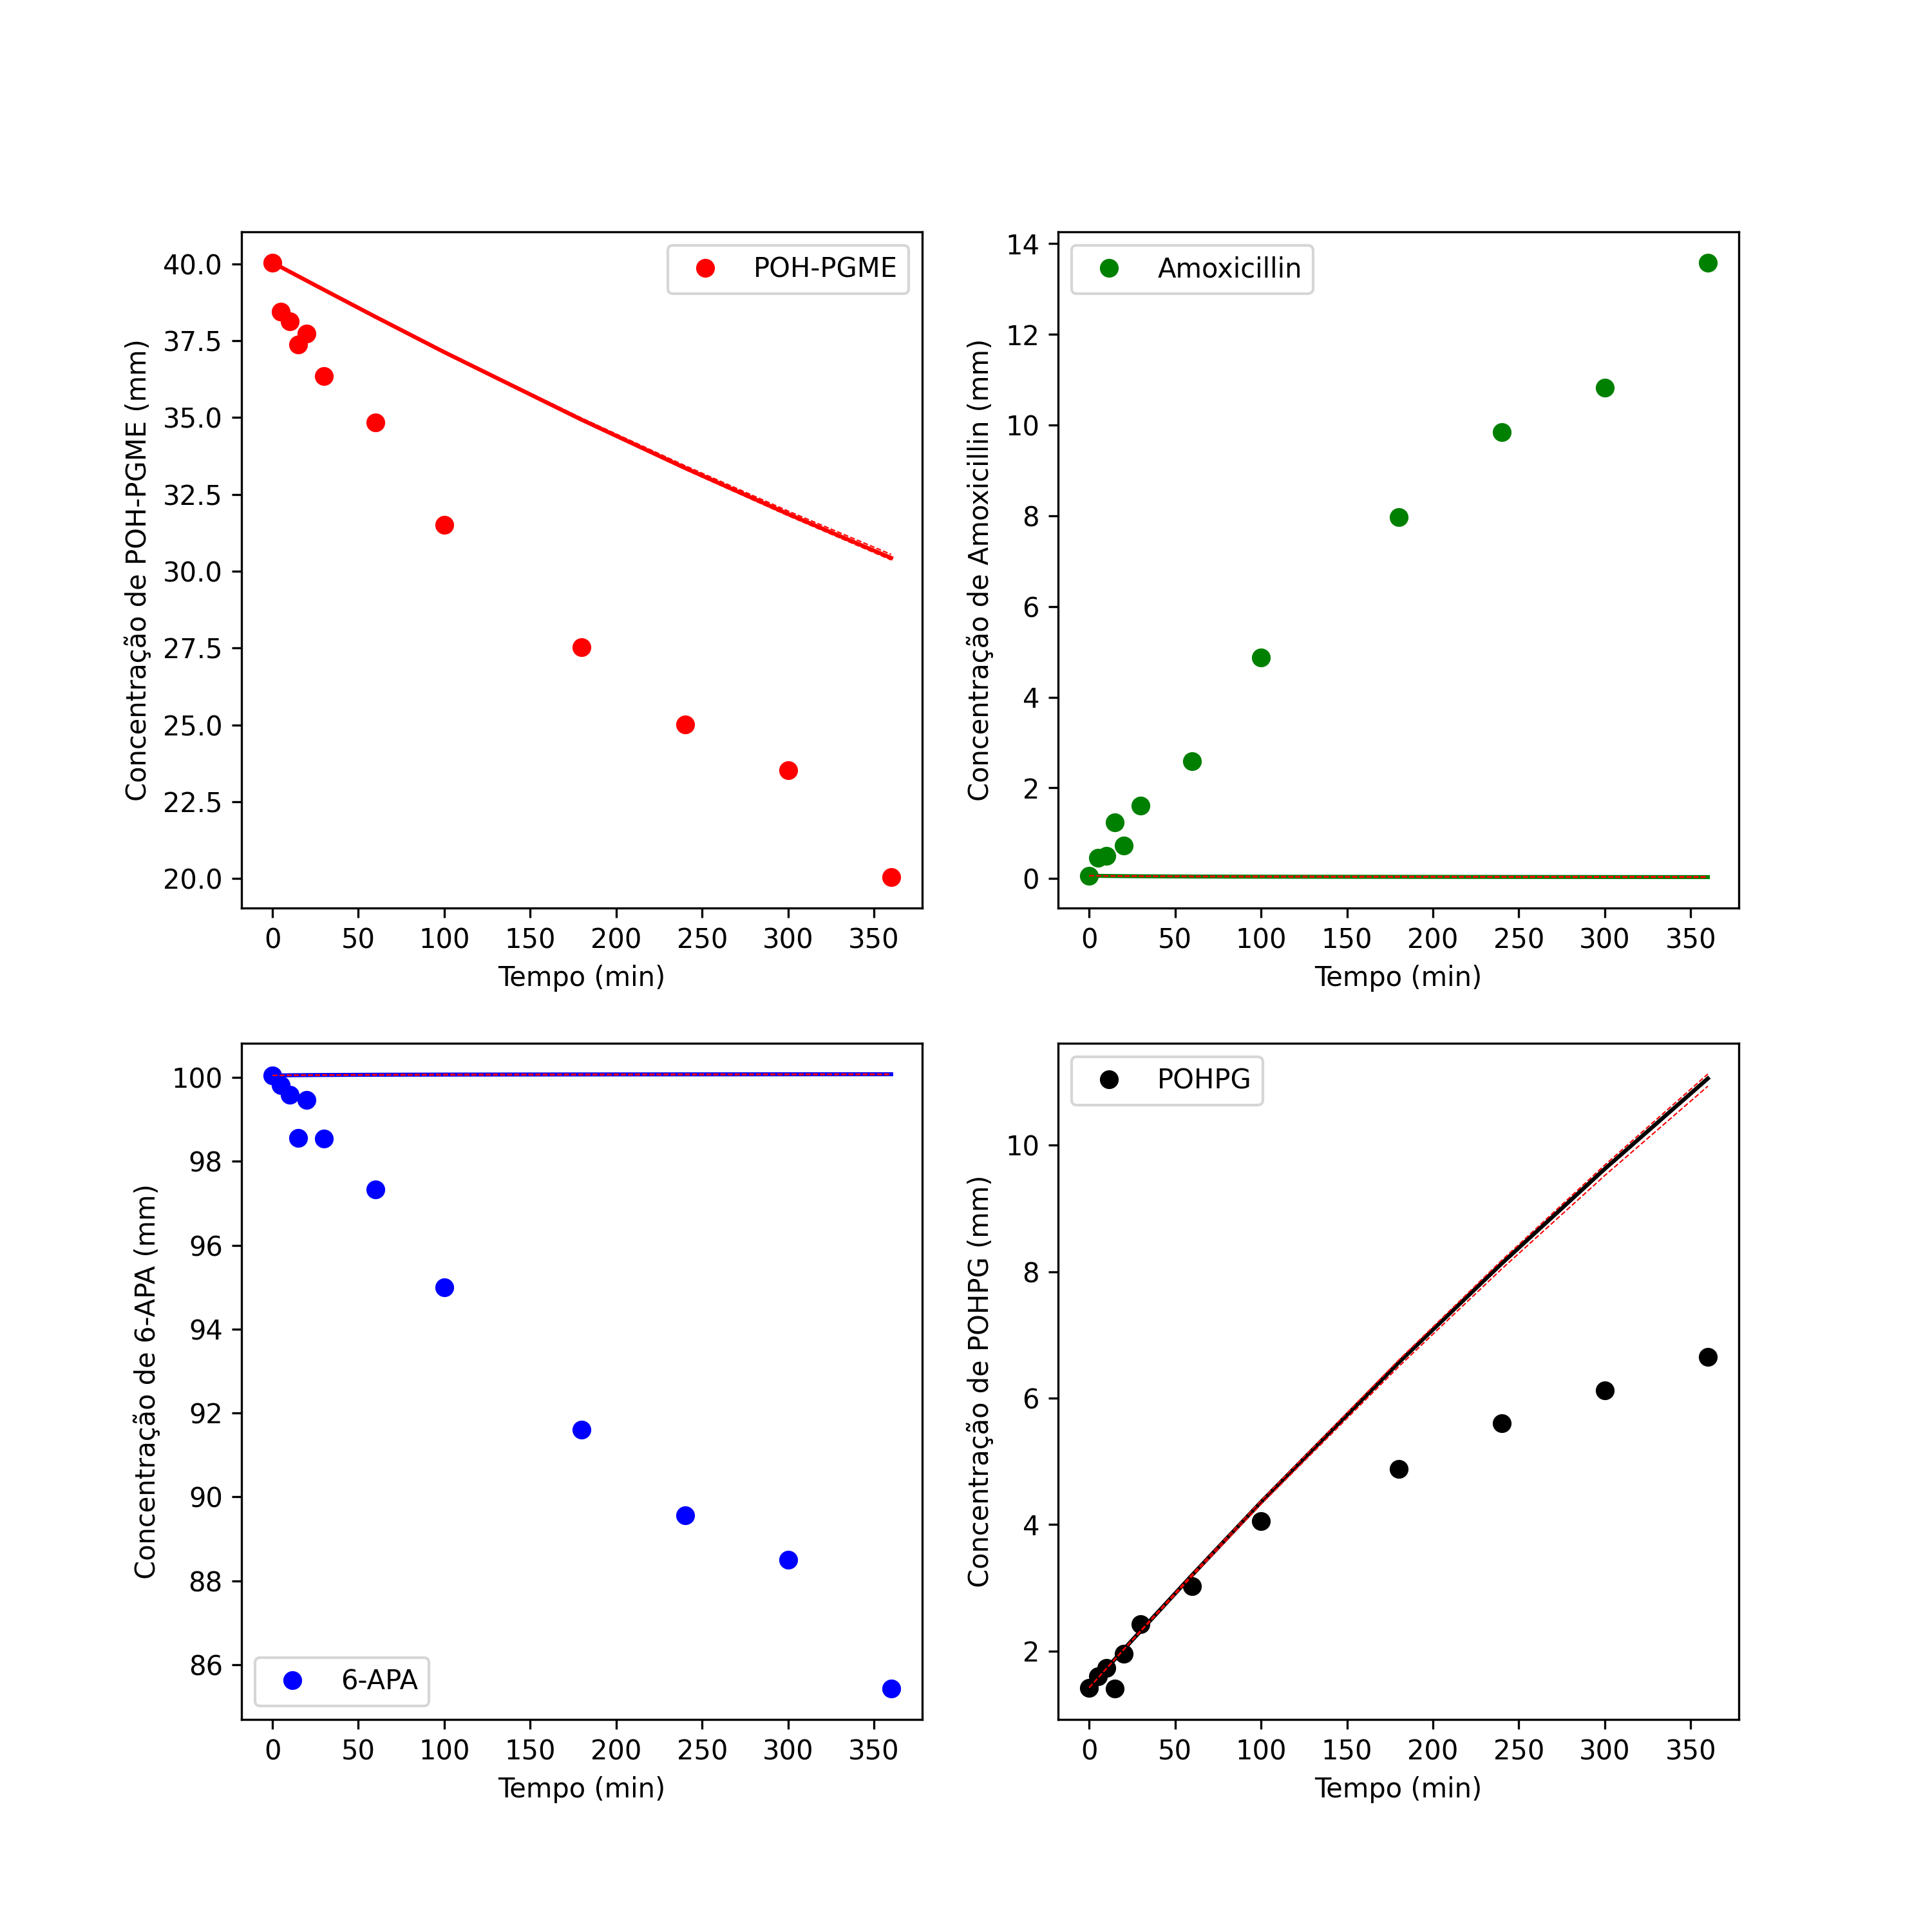 POH-PGME
40.0
37.5
35.0
32.5
30.0
27.5
25.0
22.5
20.0
Concentração de POH-PGME (mm)
0 50 100 150 200 250 300 350
Tempo (min)
Amoxicillin
14
12
10
8
6
4
2
0
Concentração de Amoxicillin (mm)
0 50 100 150 200 250 300 350
Tempo (min)
100
98
96
94
92
90
88
86
Concentração de 6-APA (mm)
6-APA
0 50 100 150 200 250 300 350
Tempo (min)
POHPG
10
8
6
4
2
Concentração de POHPG (mm)
0 50 100 150 200 250 300 350
Tempo (min)